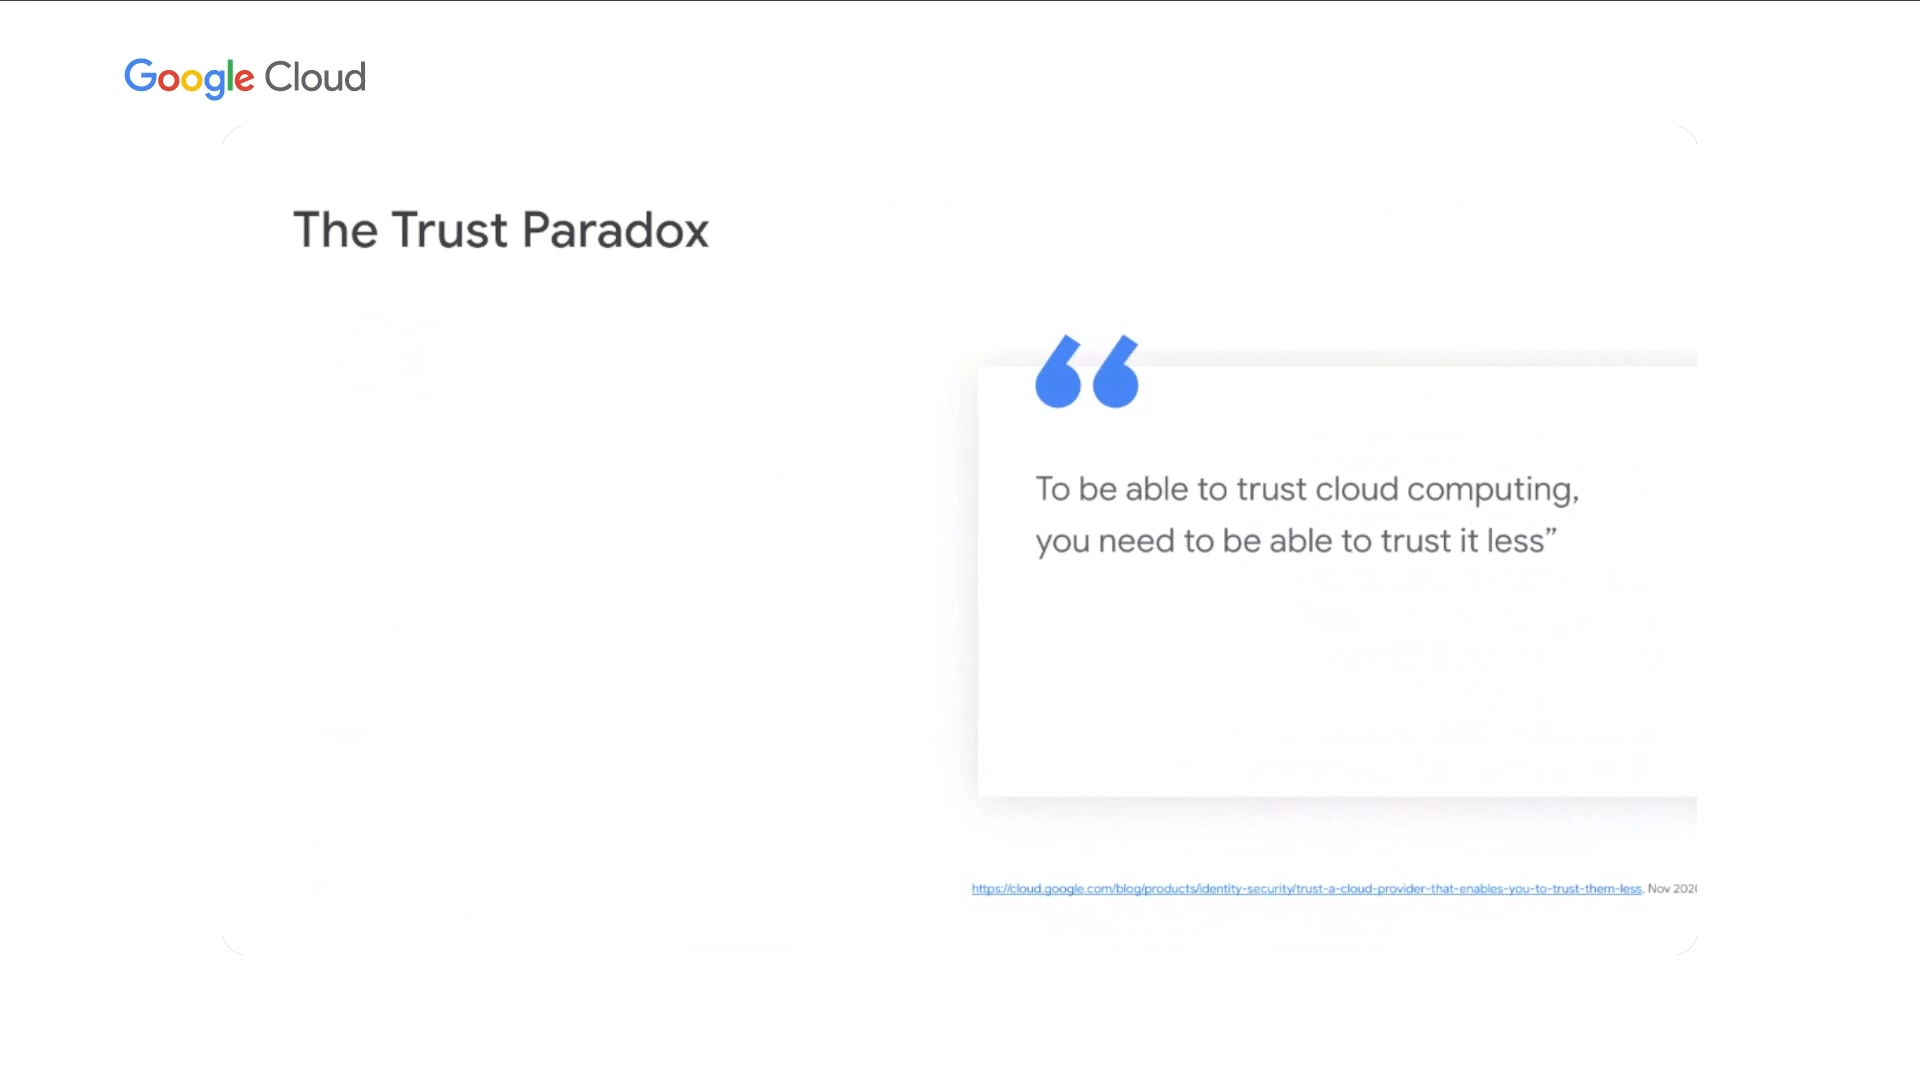 Google Cloud
The Trust Paradox
To be able to trust cloud computing,
you need to be able to trust it less”
https://cloud.google.com/blog/products/identity-security/trust-a-cloud-provider-that-enables-you-to-trust-them-less. Nov 202